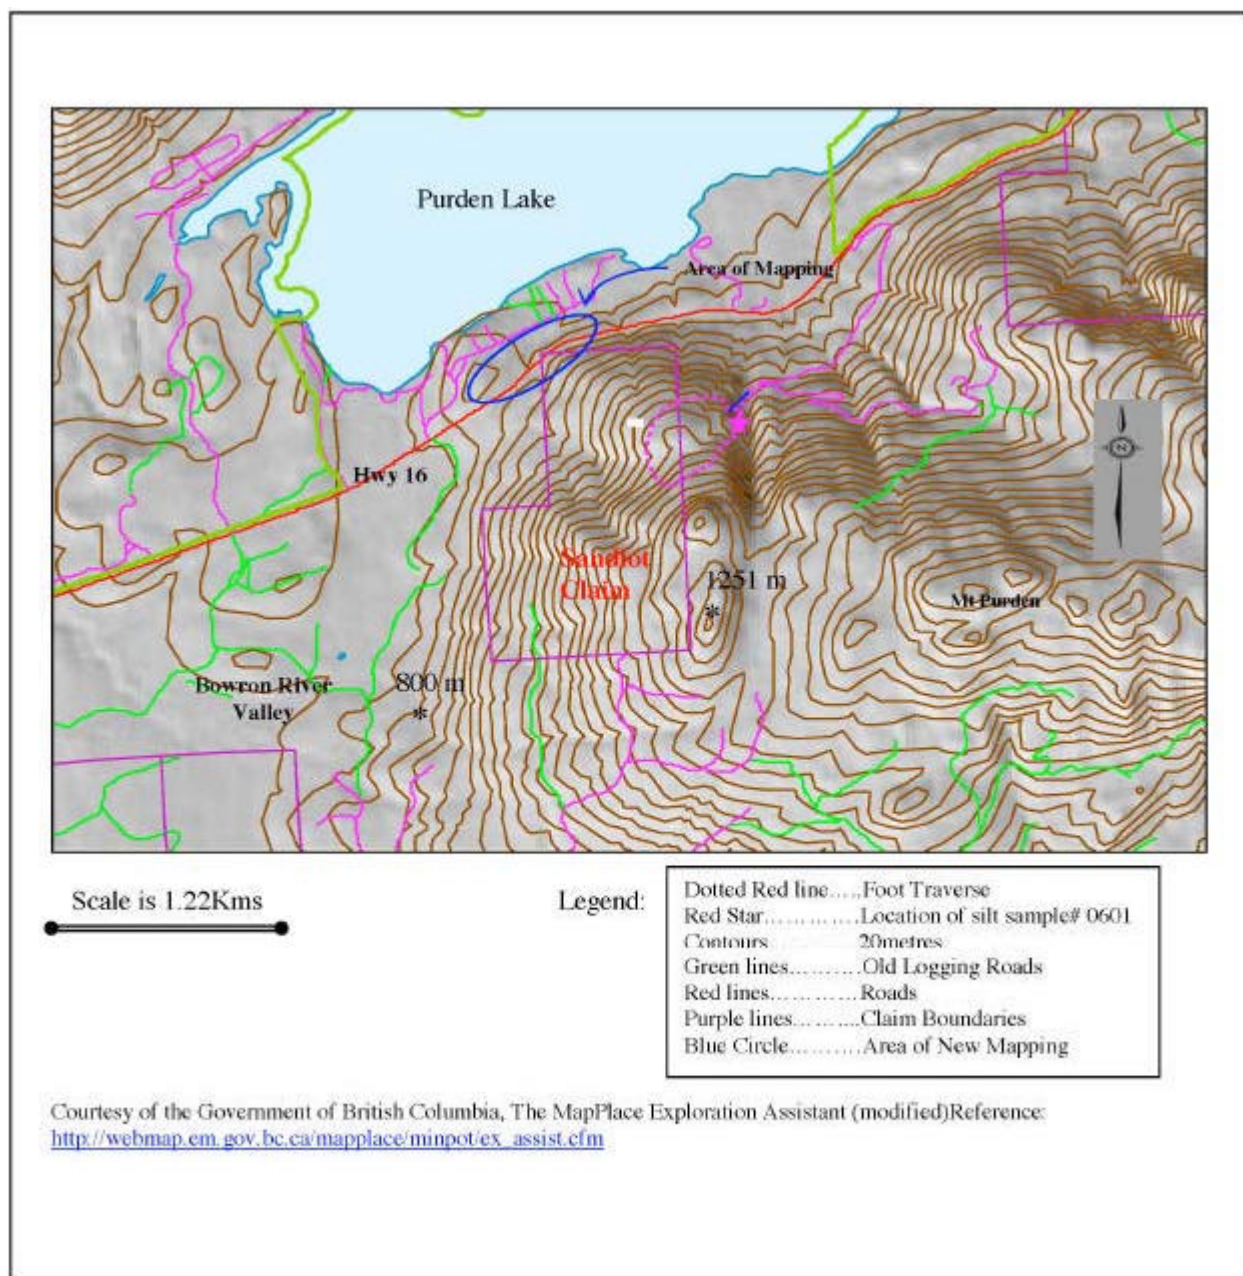 Purden Lake
Area of Mapping
Hwy 16
Sandlot
Claim
1251 m
*
Mt Purden
Bowron River
Valley
800 m
*
N
Scale is 1.22Kms
Legend:
Dotted Red line.....Foot Traverse
Red Star...............Location of silt sample# 0601
Contours 20metres
Green lines..........Old Logging Roads
Red lines..............Roads
Purple lines...........Claim Boundaries
Blue Circle..........Area of New Mapping
Courtesy of the Government of British Columbia, The MapPlace Exploration Assistant (modified)Reference:
http://webmap.em.gov.bc.ca/mapplace/minpot/ex_assist.cfm